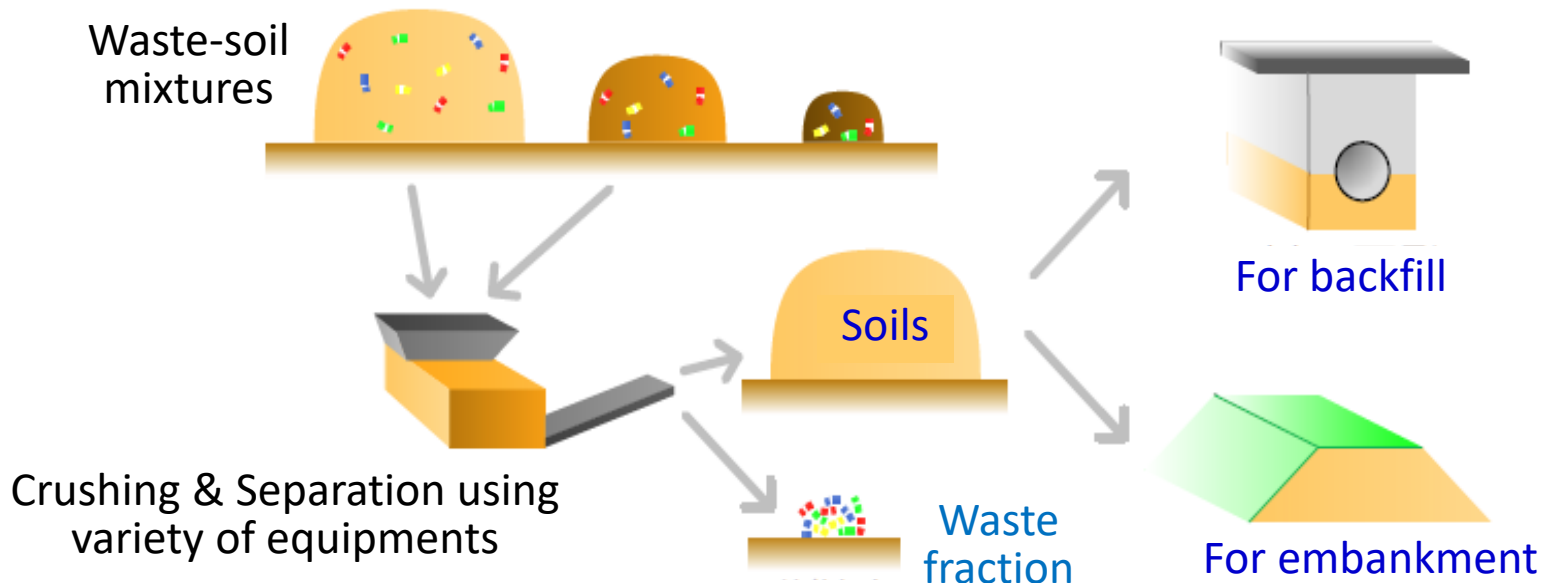 Waste-soil
mixtures
For backfill
Soils
Crushing & Separation using
variety of equipments
Waste
fraction
For embankment